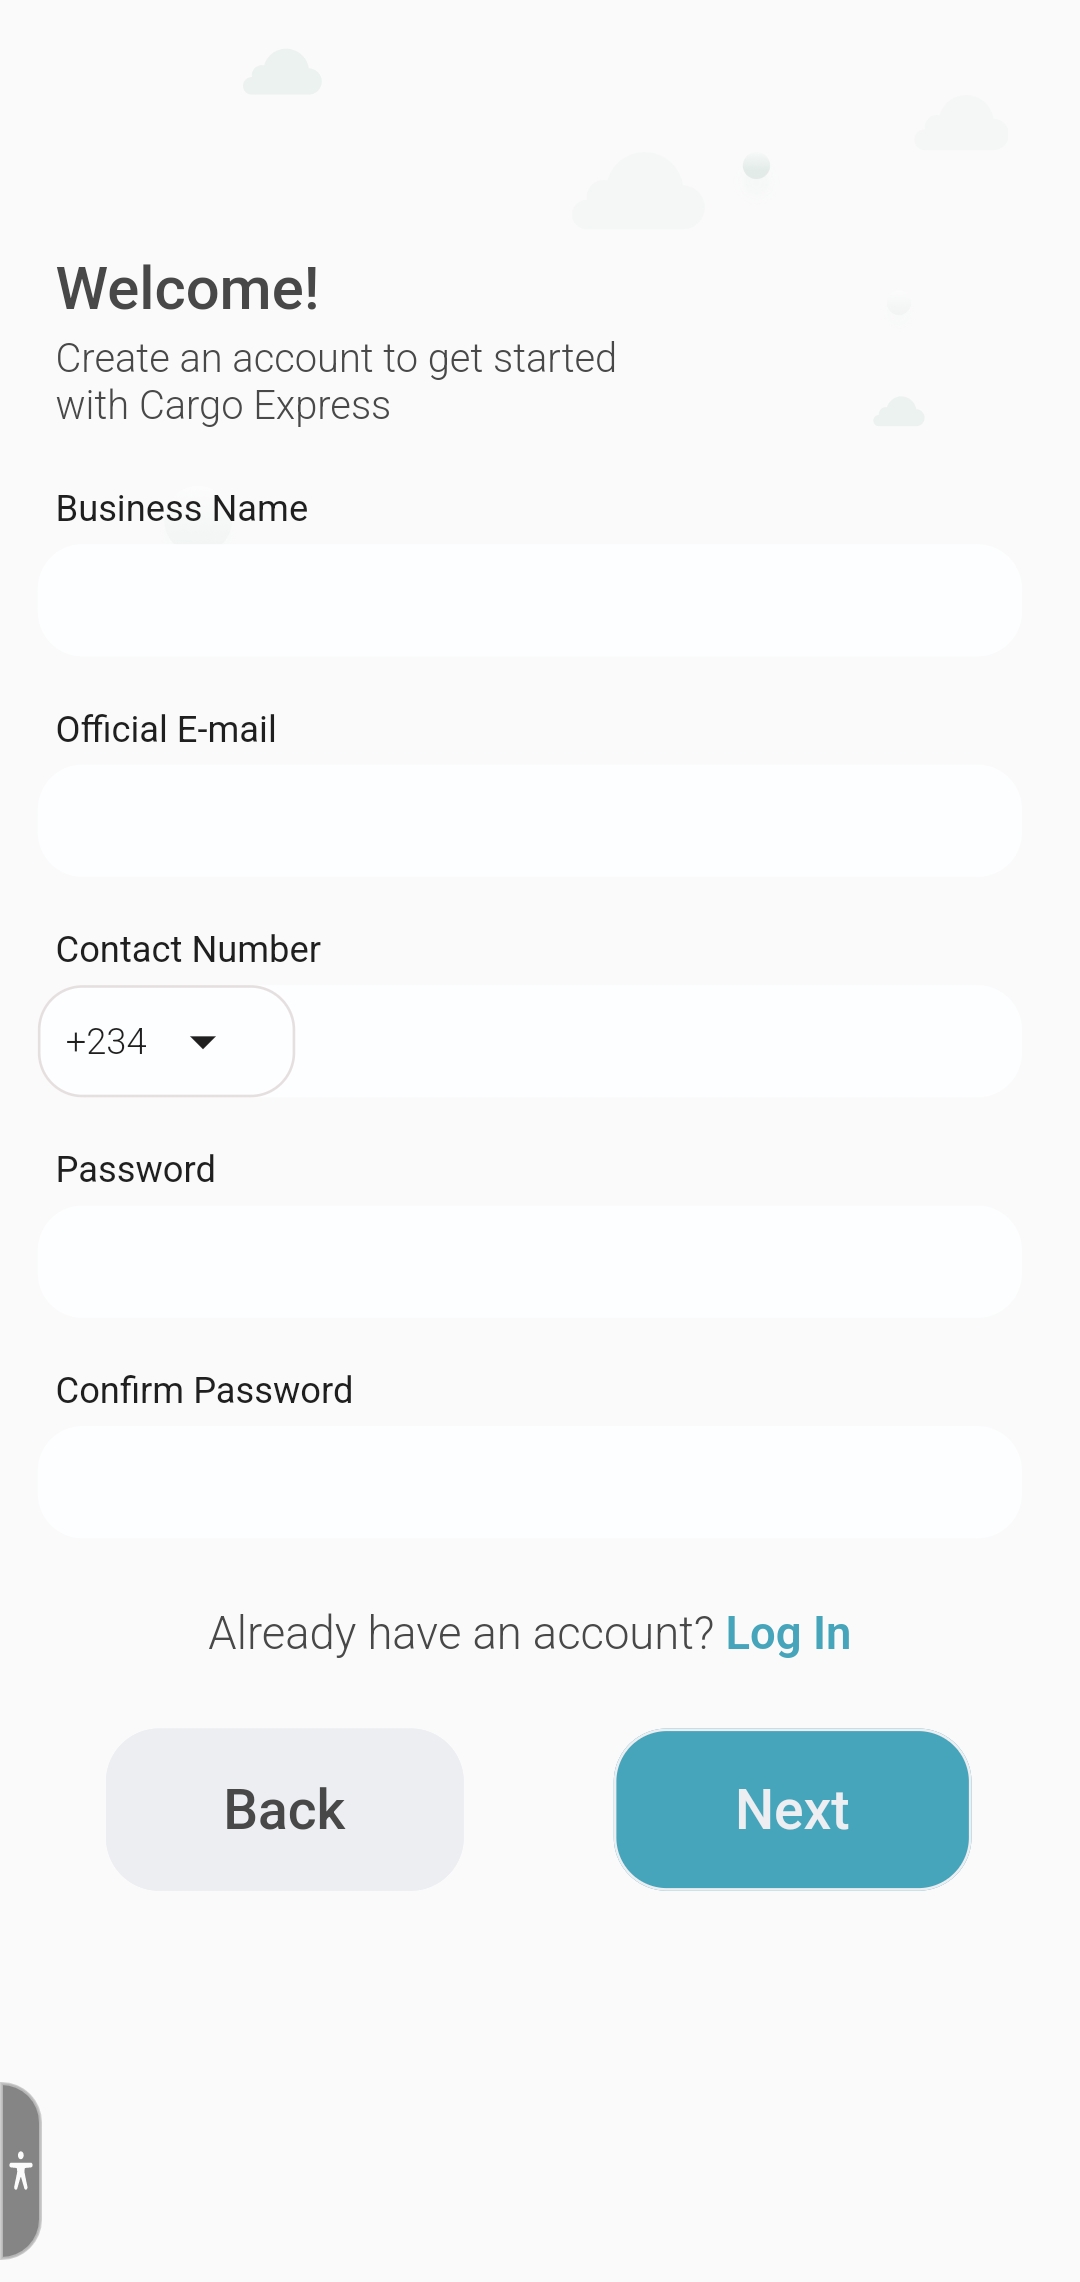 Welcome!
Create an account to get started
with Cargo Express
Business Name
Official E-mail
Contact Number
+234
Password
Confirm Password
Already have an account? Log In
Back
Next